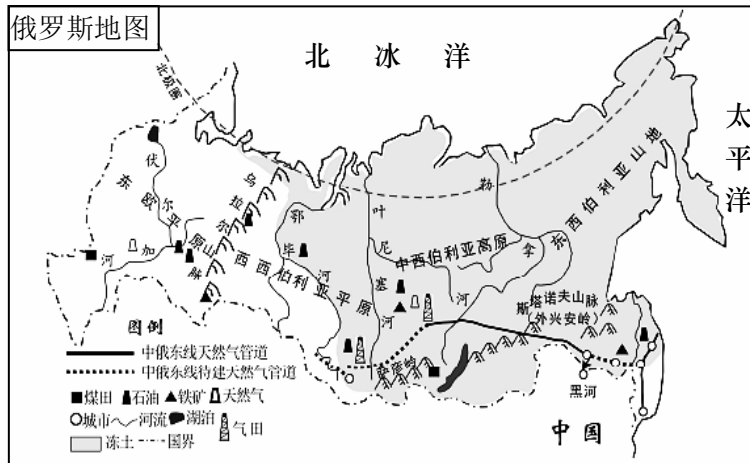 俄罗斯地图
北冰洋
太平洋
北极圈
伏尔加河
东欧平原
乌拉尔山脉
鄂毕河
西西伯利亚平原
叶尼塞河
中西伯利亚高原
勒拿河
东西伯利亚山地
斯塔诺夫山脉
(外兴安岭)
萨彦岭
黑河
中国
图例
中俄东线天然气管道
中俄东线待建天然气管道
煤田 石油 铁矿 天然气
城市 河流 湖泊 气田
冻土 国界